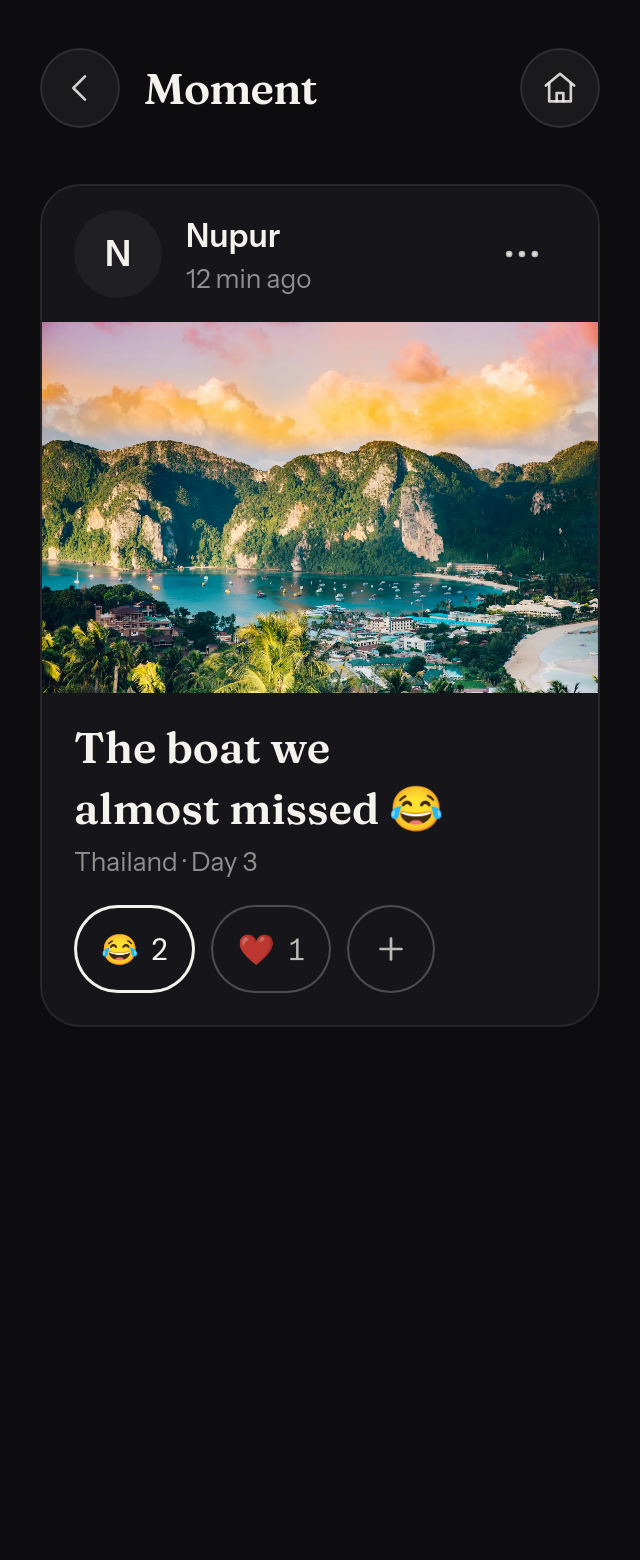 Moment
N
Nupur
12 min ago
The boat we
almost missed 😂
Thailand · Day 3
😂 2
❤️ 1